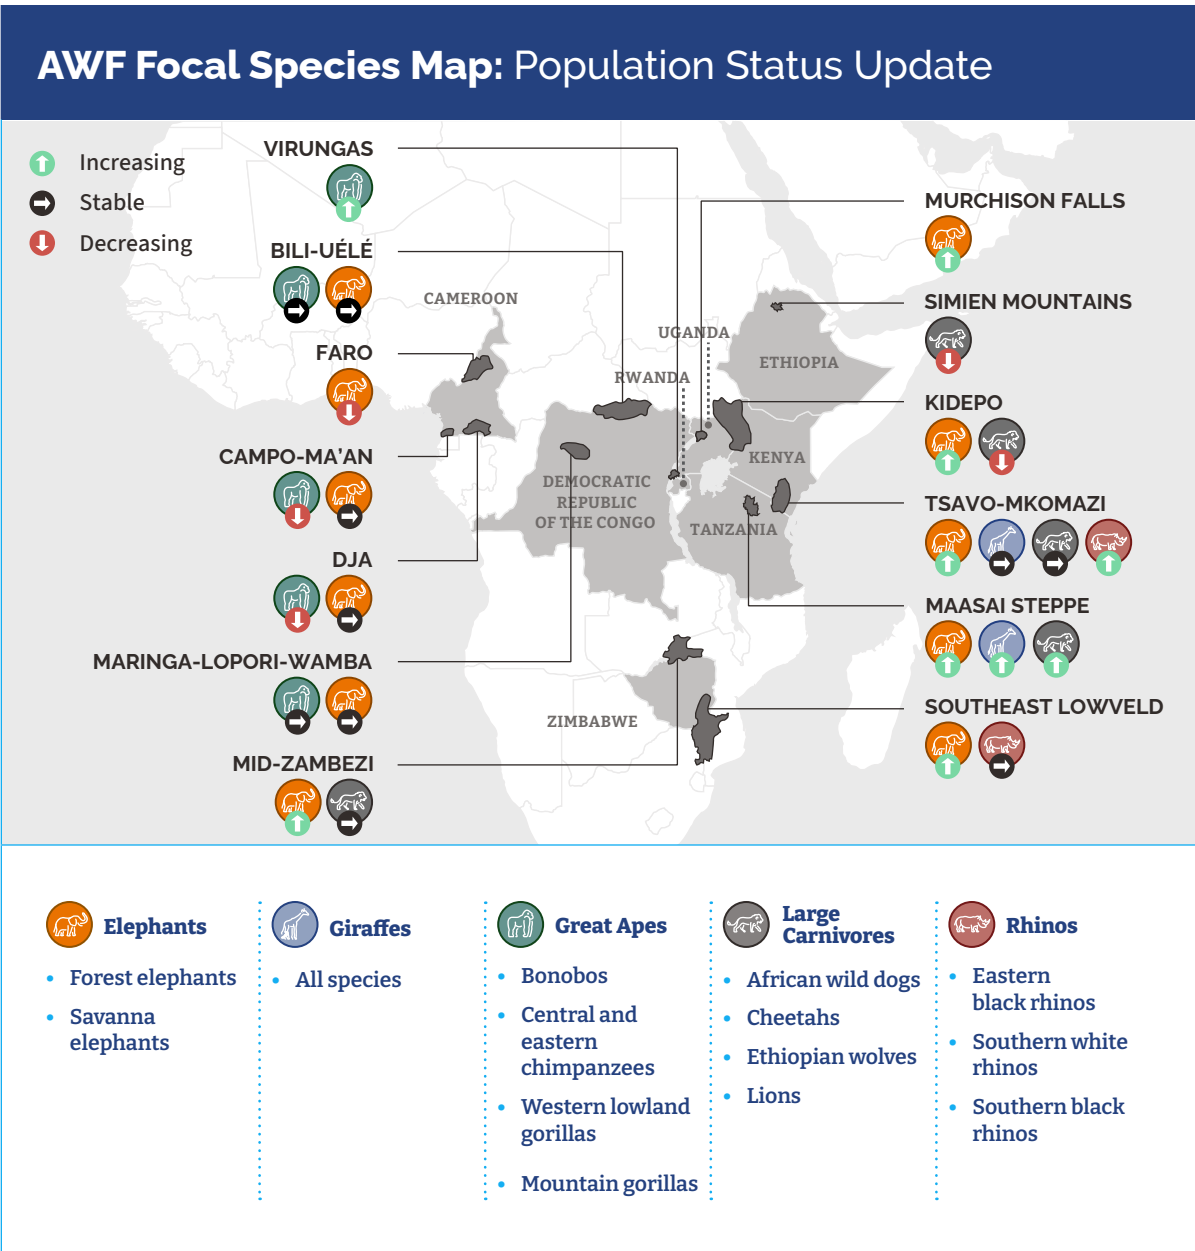 AWF Focal Species Map: Population Status Update
Increasing
Stable
Decreasing
VIRUNGAS
BILI-UÉLÉ
FARO
CAMPO-MA’AN
DJA
MARINGA-LOPORI-WAMBA
MID-ZAMBEZI
CAMEROON
UGANDA
RWANDA
ETHIOPIA
KENYA
DEMOCRATIC
REPUBLIC
OF THE CONGO
TANZANIA
ZIMBABWE
MURCHISON FALLS
SIMIEN MOUNTAINS
KIDEPO
TSAVO-MKOMAZI
MAASAI STEPPE
SOUTHEAST LOWVELD
Elephants
• Forest elephants
• Savanna
elephants
Giraffes
• All species
Great Apes
• Bonobos
• Central and
eastern
chimpanzees
• Western lowland
gorillas
• Mountain gorillas
Large
Carnivores
• African wild dogs
• Cheetahs
• Ethiopian wolves
• Lions
Rhinos
• Eastern
black rhinos
• Southern white
rhinos
• Southern black
rhinos